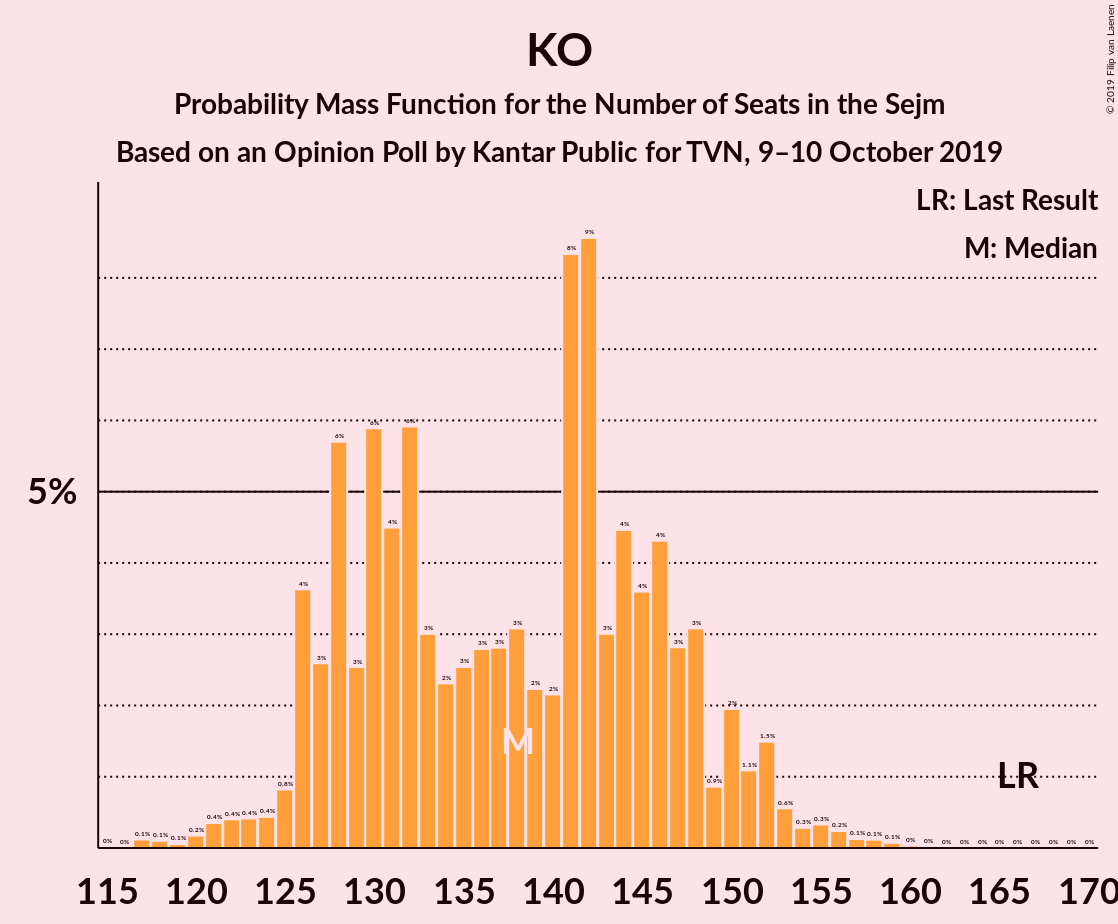 © 2019 Filip van Laenen
KO
Probability Mass Function for the Number of Seats in the Sejm
Based on an Opinion Poll by Kantar Public for TVN, 9–10 October 2019
LR: Last Result
M: Median
5%
0% 0% 0.1% 0.1% 0.1% 0.2% 0.4% 0.4% 0.4% 0.4% 0.8% 4% 3% 6% 3% 6% 4% 6% 3% 2% 3% 3% 3% 3% 2% 2% 8% 9% 3% 4% 4% 4% 3% 3% 0.9% 2% 1.1% 1.5% 0.6% 0.3% 0.3% 0.2% 0.1% 0.1% 0.1% 0% 0% 0% 0% 0% 0% 0% 0% 0% 0% 0%
M
LR
115 120 125 130 135 140 145 150 155 160 165 170